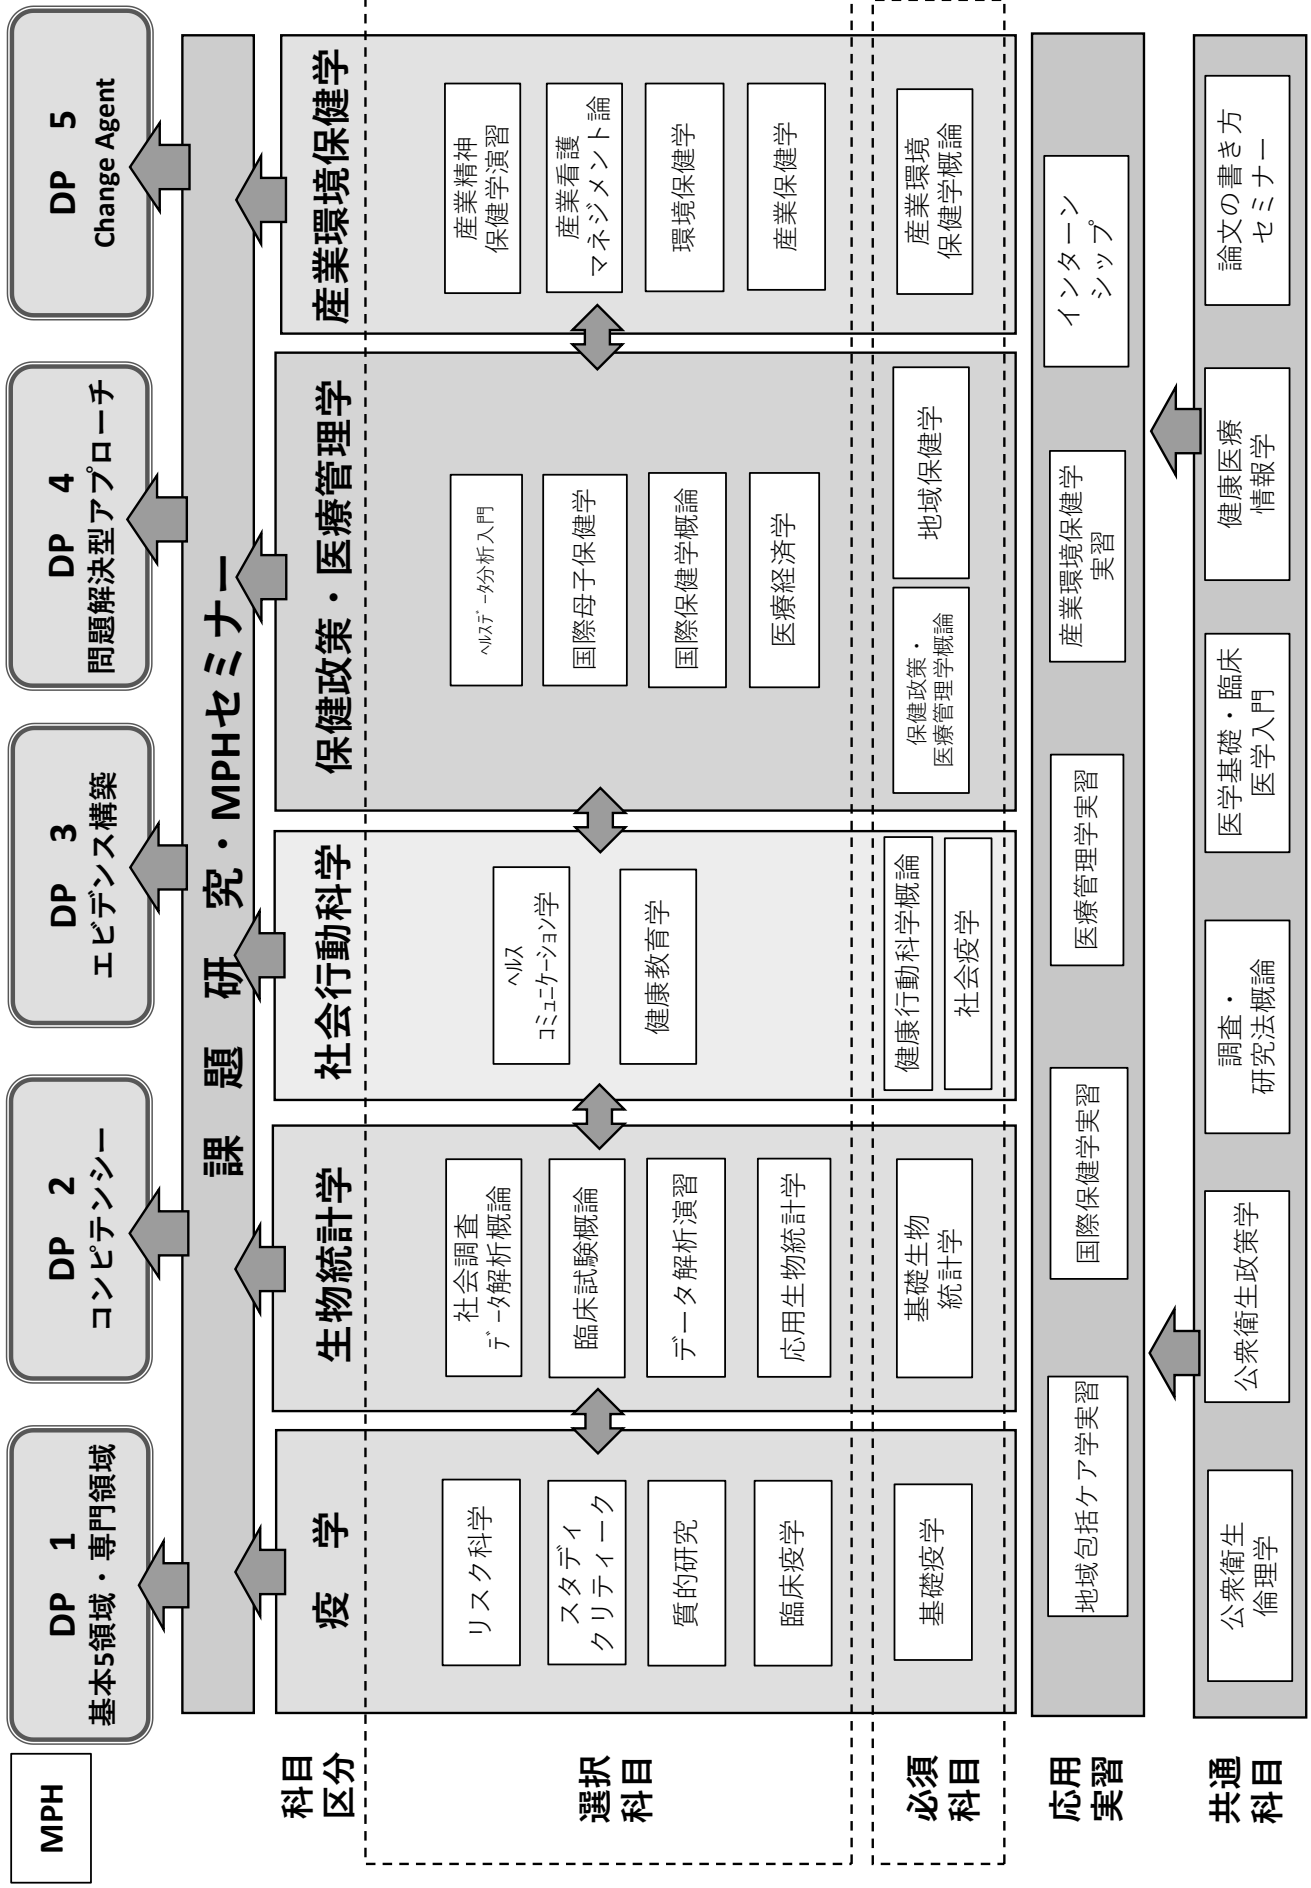 MPH
DP 1
基本5領域・専門領域
DP 2
コンピテンシー
DP 3
エビデンス構築
DP 4
問題解決型アプローチ
DP 5
Change Agent
課 題 研 究・MPHセミナー
科目
区分
疫 学
生物統計学
社会行動科学
保健政策・医療管理学
産業環境保健学
選択
科目
リスク科学
スタディ
クリティーク
質的研究
臨床疫学
社会調査
データ解析概論
臨床試験概論
データ解析演習
応用生物統計学
ヘルス
コミュニケーション学
健康教育学
ヘルスデータ分析入門
国際母子保健学
国際保健学概論
医療経済学
産業精神
保健学演習
産業看護
マネジメント論
環境保健学
産業保健学
必須
科目
基礎疫学
基礎生物
統計学
健康行動科学概論
社会疫学
保健政策・
医療管理学概論
地域保健学
産業環境
保健学概論
応用
実習
地域包括ケア学実習
国際保健学実習
医療管理学実習
産業環境保健学
実習
インターン
シップ
共通
科目
公衆衛生
倫理学
公衆衛生政策学
調査・
研究法概論
医学基礎・臨床
医学入門
健康医療
情報学
論文の書き方
セミナー